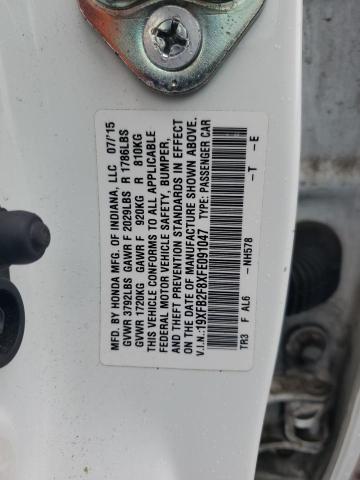 MFD. BY HONDA MFG. OF INDIANA, LLC 07/'15
GVWR 3792LBS GAWR F 2029LBS R 1786LBS
GVWR 1720KG GAWR F 920KG R 810KG
THIS VEHICLE CONFORMS TO ALL APPLICABLE
FEDERAL MOTOR VEHICLE SAFETY, BUMPER,
AND THEFT PREVENTION STANDARDS IN EFFECT
ON THE DATE OF MANUFACTURE SHOWN ABOVE.
V.I.N.:19XFB2F8XFE091047 TYPE: PASSENGER CAR
TR3 F AL6 -NH578 -T -E